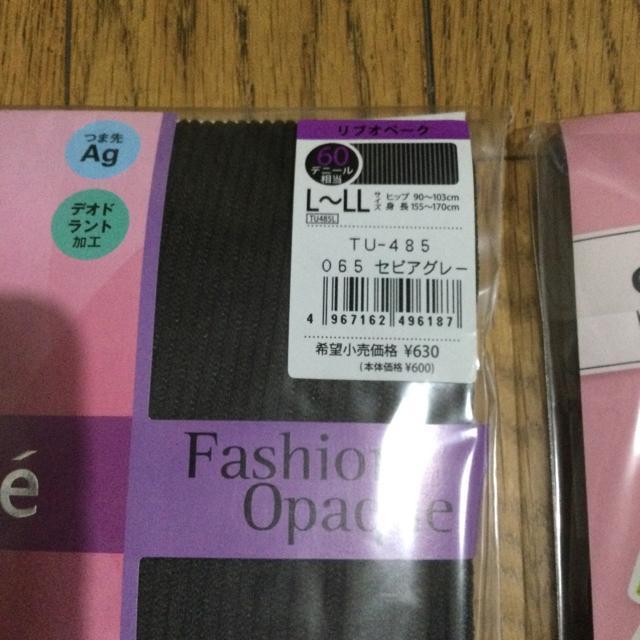 つま先
Ag
デオド
ラント
加工
é
リブオペーク
60
デニール
相当
L〜LL
サイズ
ヒップ 90〜103cm
身長 155〜170cm
TU485L
TU-485
065 セピアグレー
4 967162 496187
希望小売価格 ¥630
(本体価格 ¥600)
Fashion
Opaque